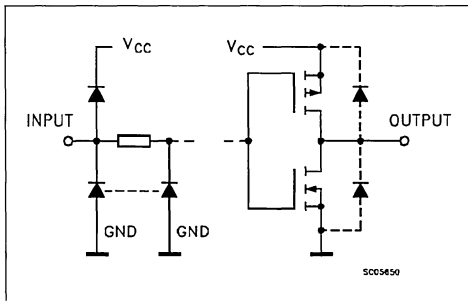 VCC
VCC
INPUT
OUTPUT
GND
GND
SC05650